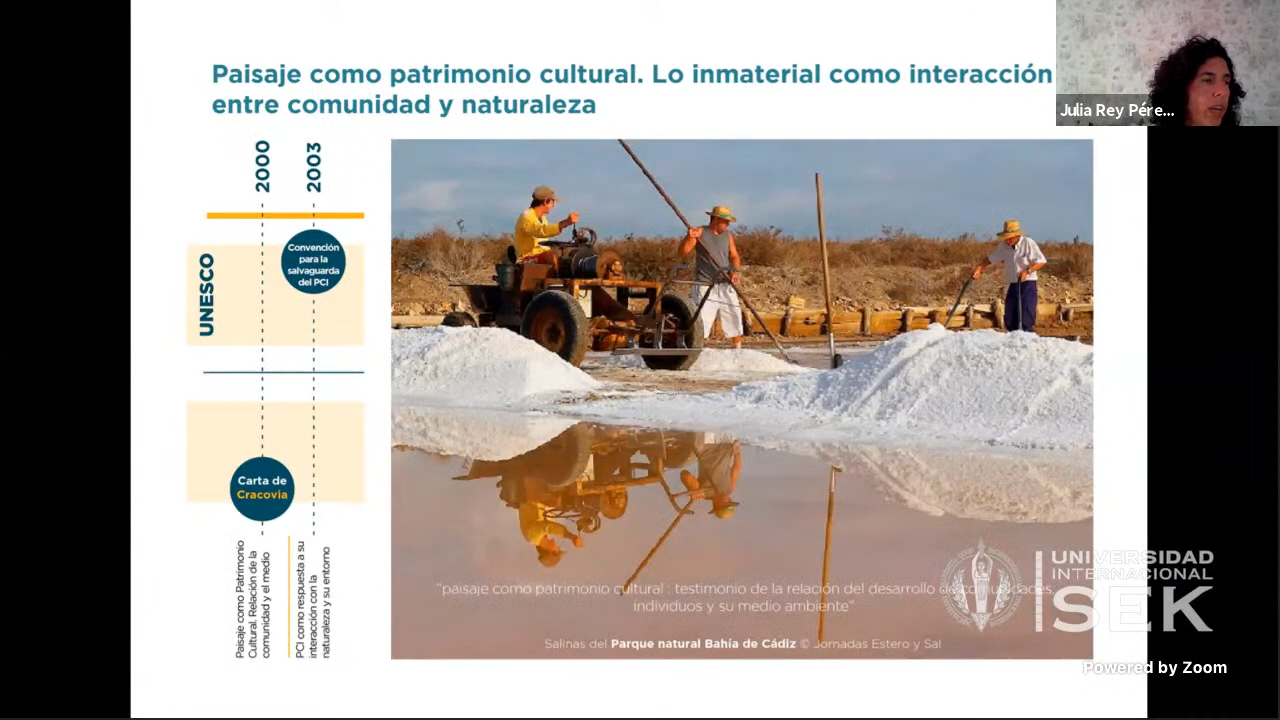 Paisaje como patrimonio cultural. Lo inmaterial como interacción
entre comunidad y naturaleza
Julia Rey Pére...
2000
2003
UNESCO
Convención
para la
salvaguarda
del PCI
Carta de
Cracovia
Paisaje como Patrimonio
Cultural. Relación de la
comunidad y el medio
PCI como respuesta a su
interacción con la
naturaleza y su entorno
"paisaje como patrimonio cultural : testimonio de la relación del desarrollo de comunidades,
individuos y su medio ambiente"
Salinas del Parque natural Bahía de Cádiz © Jornadas Estero y Sal
UNIVERSIDAD
INTERNACIONAL
SEK
Powered by Zoom